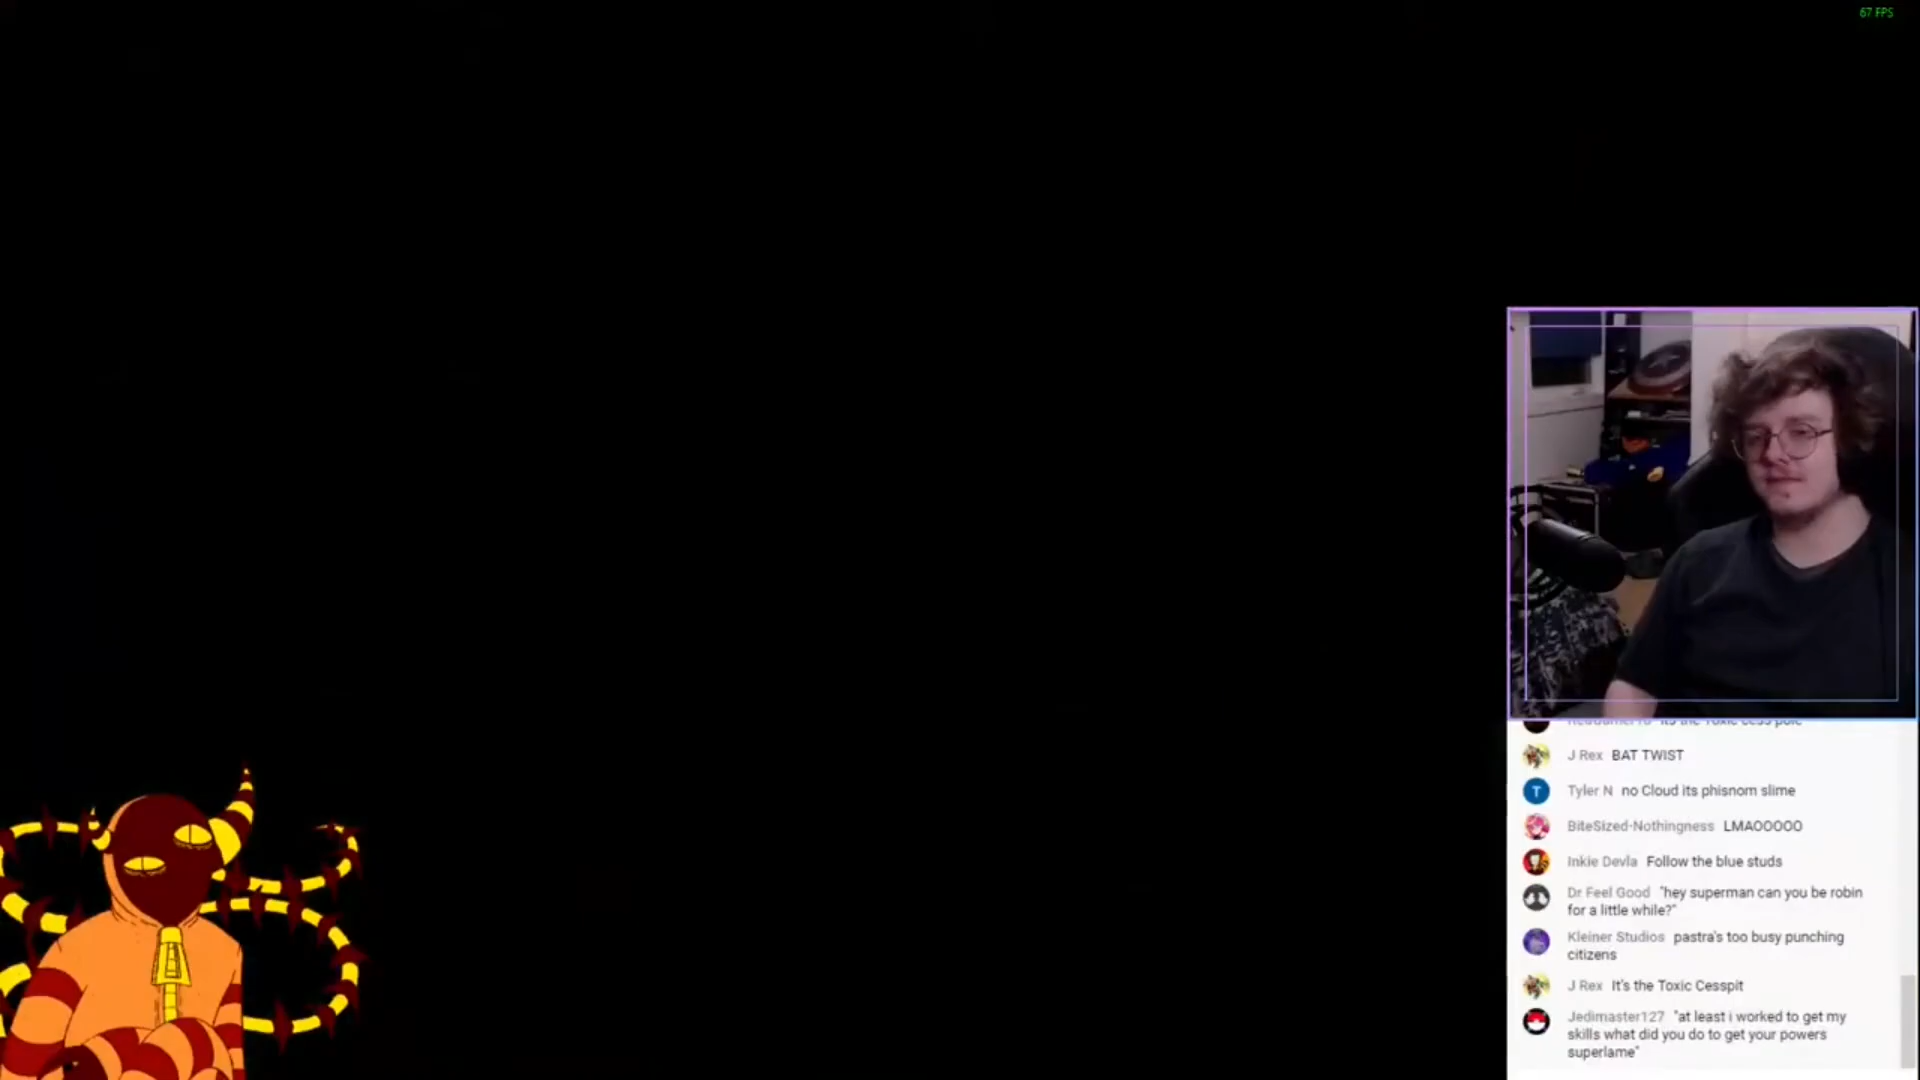 67 FPS
J Rex BAT TWIST
T Tyler N no Cloud its phisnom slime
BiteSized-Nothingness LMAOOOOO
Inkie Devla Follow the blue studs
Dr Feel Good "hey superman can you be robin
for a little while?"
Kleiner Studios pastra's too busy punching
citizens
J Rex It's the Toxic Cesspit
Jedimaster127 "at least i worked to get my
skills what did you do to get your powers
superlame"